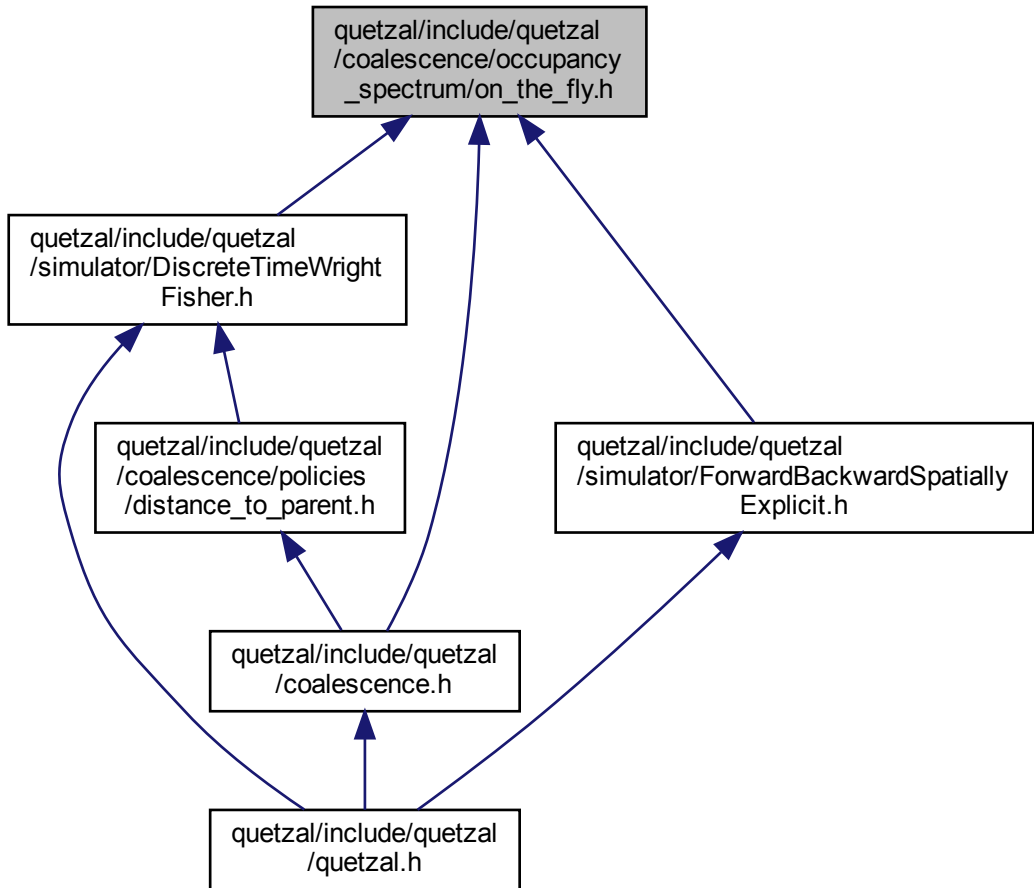 quetzal/include/quetzal
/coalescence/occupancy
_spectrum/on_the_fly.h
quetzal/include/quetzal
/simulator/DiscreteTimeWright
Fisher.h
quetzal/include/quetzal
/coalescence/policies
/distance_to_parent.h
quetzal/include/quetzal
/simulator/ForwardBackwardSpatially
Explicit.h
quetzal/include/quetzal
/coalescence.h
quetzal/include/quetzal
/quetzal.h